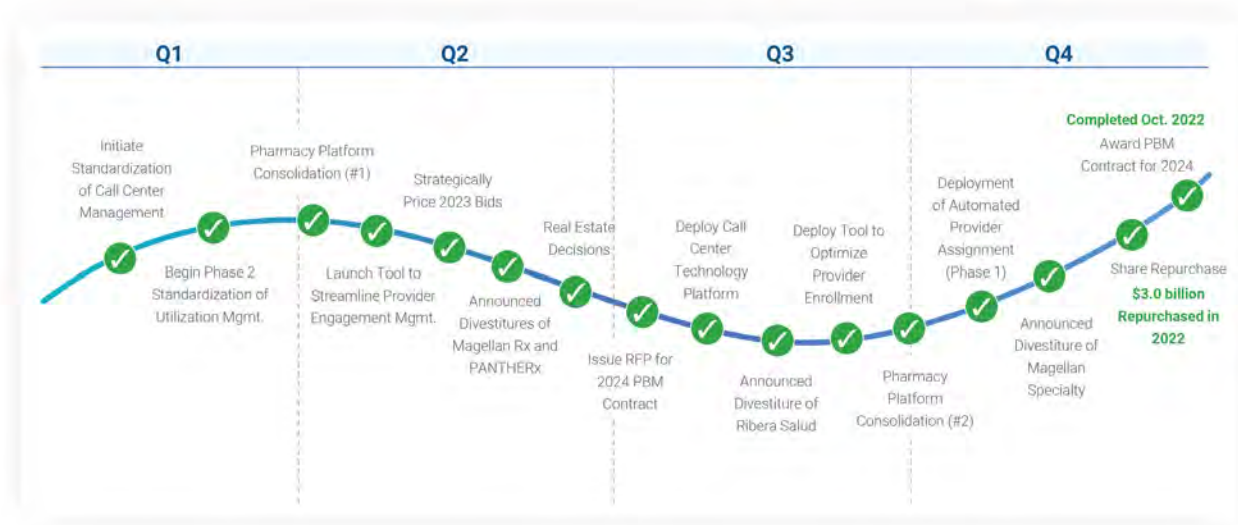 Q1
Q2
Q3
Q4
Initiate
Standardization
of Call Center
Management
Begin Phase 2
Standardization of
Utilization Mgmt.
Pharmacy Platform
Consolidation (#1)
Launch Tool to
Streamline Provider
Engagement Mgmt.
Strategically
Price 2023 Bids
Announced
Divestitures of
Magellan Rx and
PANTHERx
Real Estate
Decisions
Issue RFP for
2024 PBM
Contract
Deploy Call
Center
Technology
Platform
Announced
Divestiture of
Ribera Salud
Deploy Tool to
Optimize
Provider
Enrollment
Pharmacy
Platform
Consolidation (#2)
Deployment
of Automated
Provider
Assignment
(Phase 1)
Announced
Divestiture of
Magellan
Specialty
Completed Oct. 2022
Award PBM
Contract for 2024
Share Repurchase
$3.0 billion
Repurchased in
2022